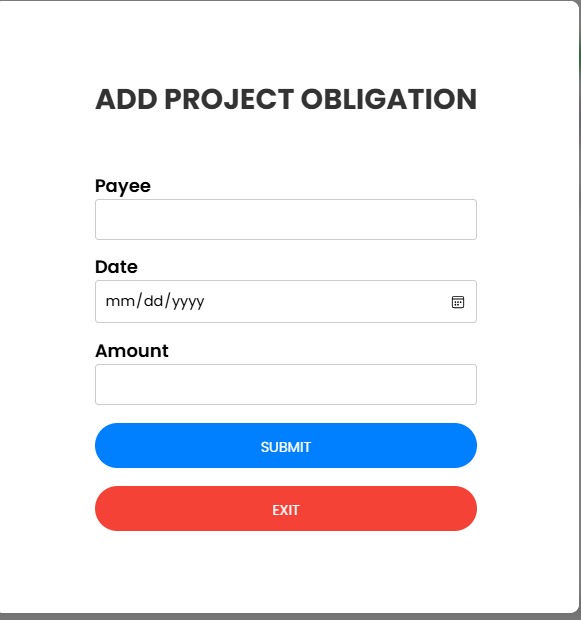 ADD PROJECT OBLIGATION
Payee
Date
mm/dd/yyyy
Amount
SUBMIT
EXIT